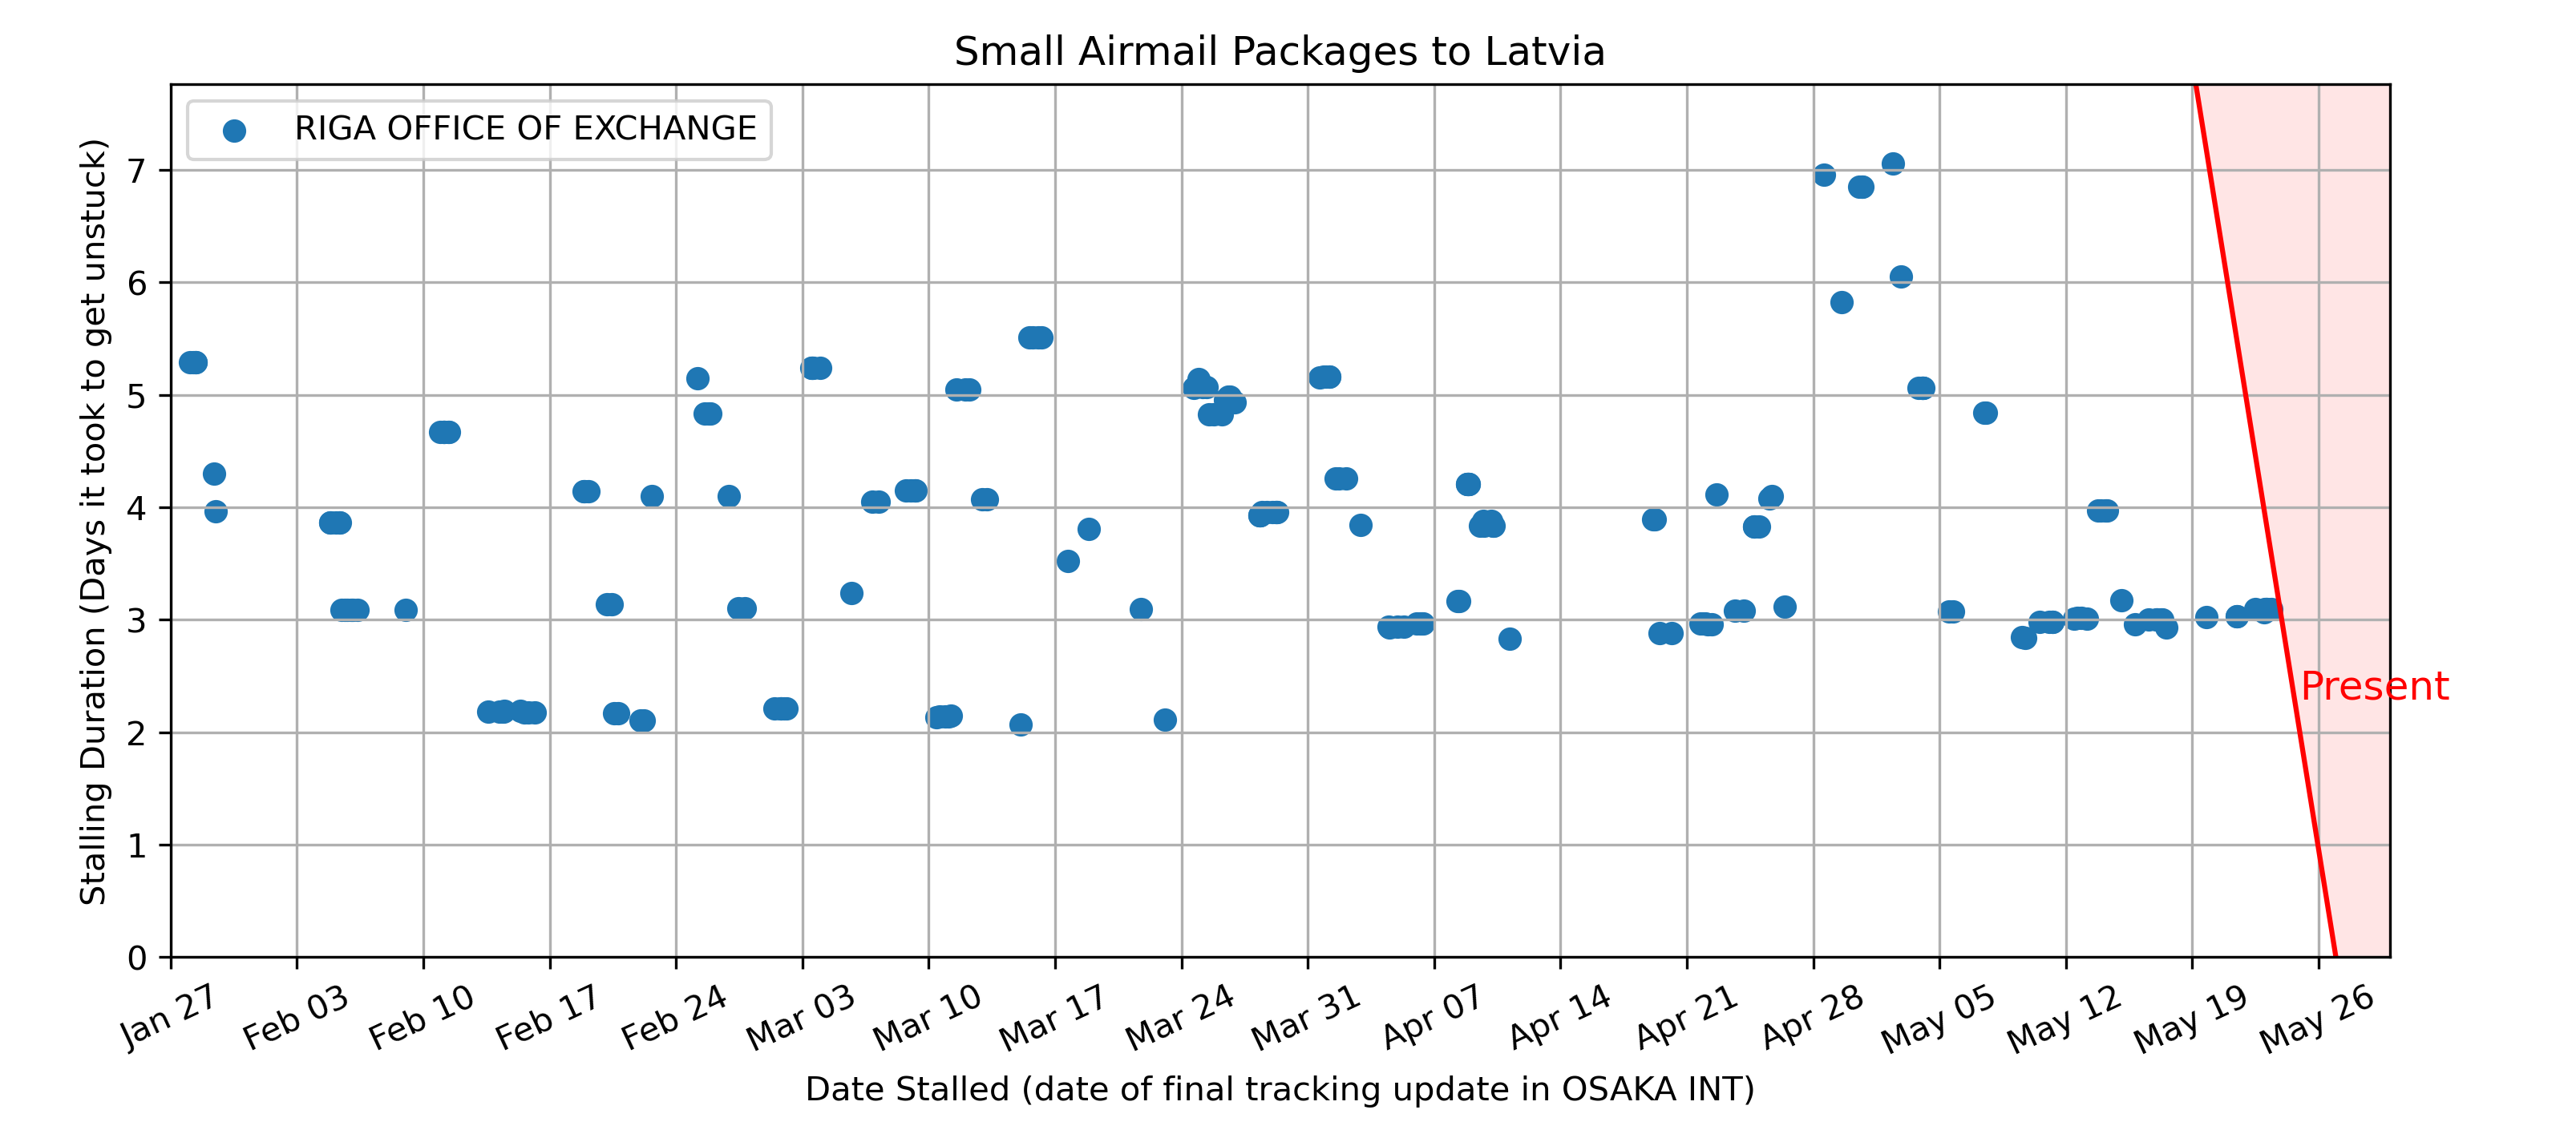 Small Airmail Packages to Latvia
RIGA OFFICE OF EXCHANGE
Stalling Duration (Days it took to get unstuck)
7
6
5
4
3
2
1
0
Present
Jan 27
Feb 03
Feb 10
Feb 17
Feb 24
Mar 03
Mar 10
Mar 17
Mar 24
Mar 31
Apr 07
Apr 14
Apr 21
Apr 28
May 05
May 12
May 19
May 26
Date Stalled (date of final tracking update in OSAKA INT)